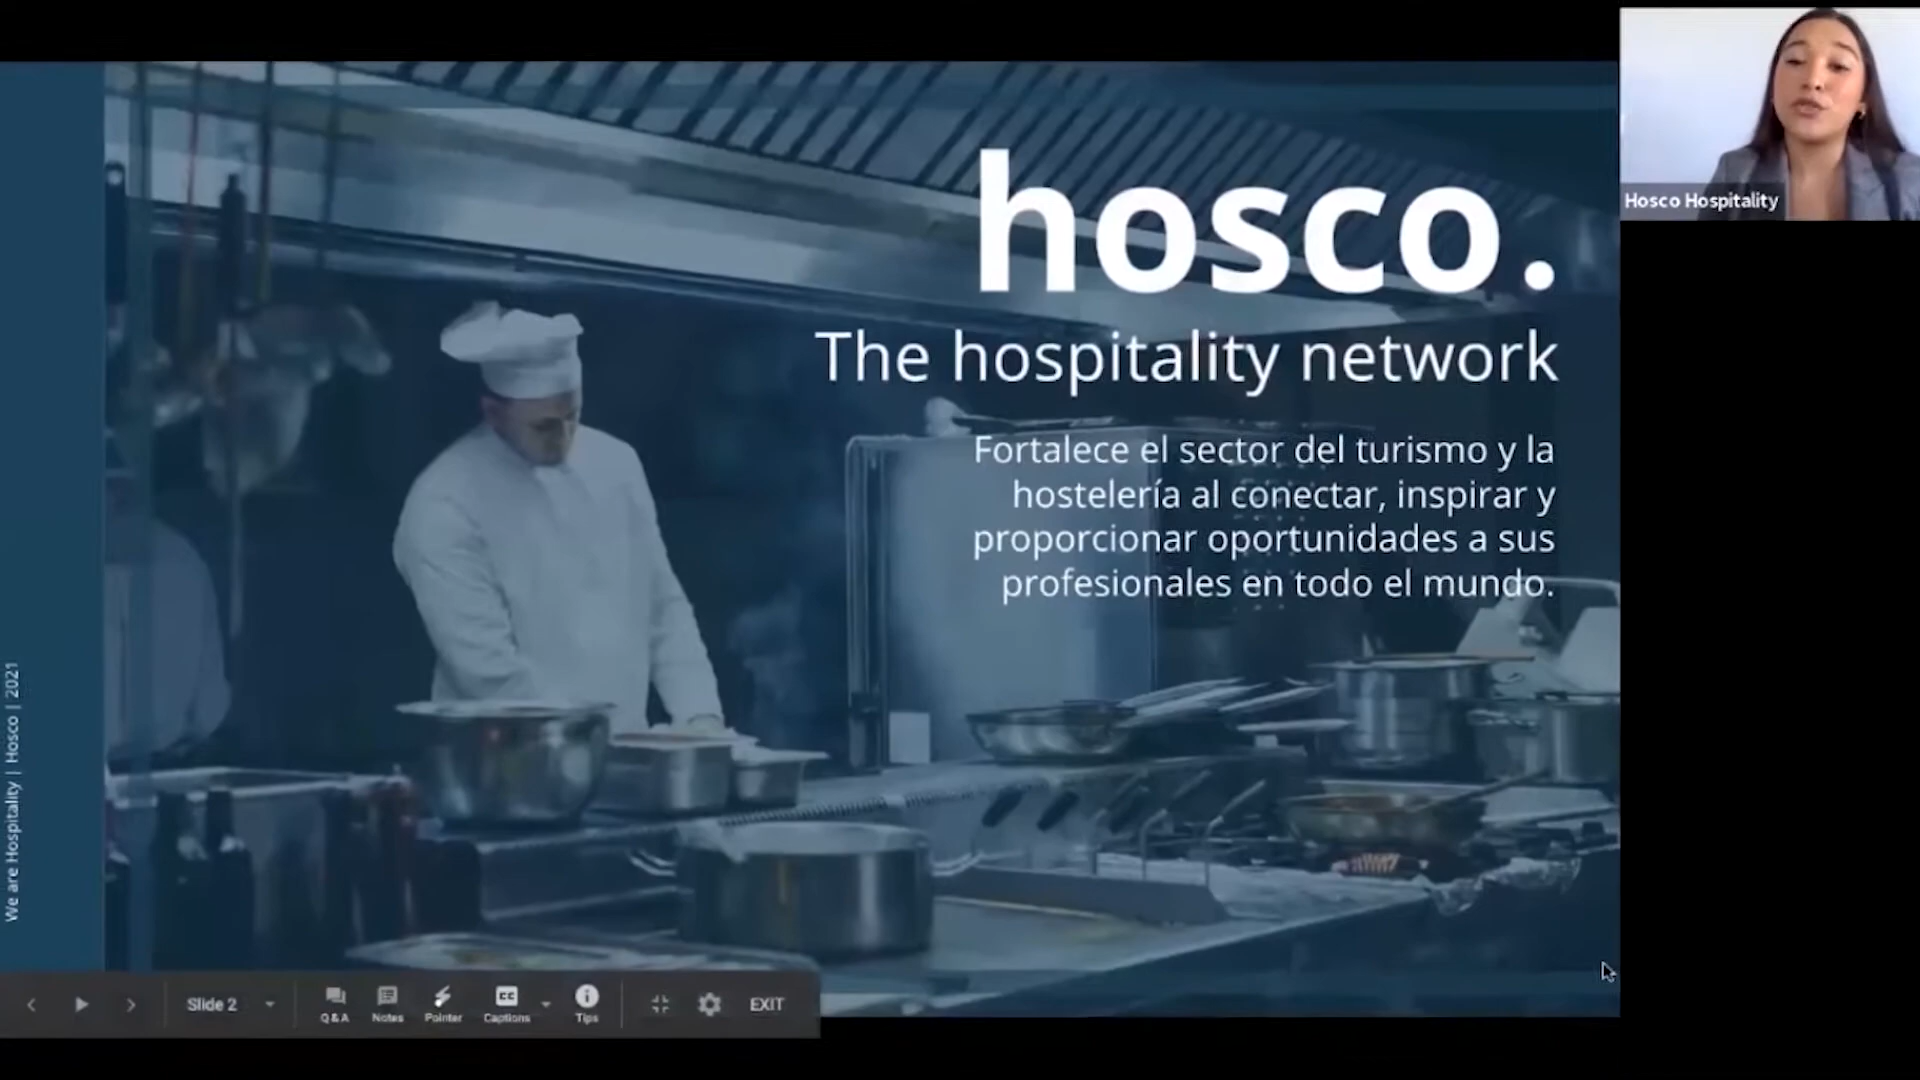 hosco.
The hospitality network
Fortalece el sector del turismo y la
hostelería al conectar, inspirar y
proporcionar oportunidades a sus
profesionales en todo el mundo.
We are Hospitality | Hosco | 2021
Hosco Hospitality
Slide 2
Q&A
Notes
Pointer
CC
Captions
Tips
EXIT